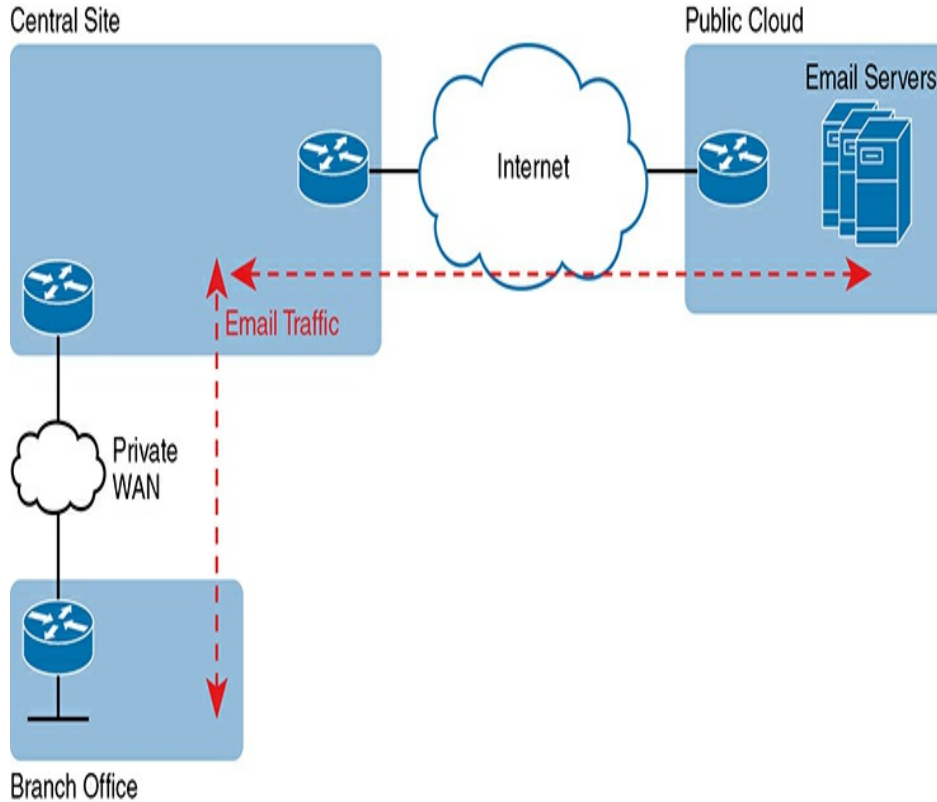 Central Site
Public Cloud
Email Servers
Internet
Email Traffic
Private
WAN
Branch Office